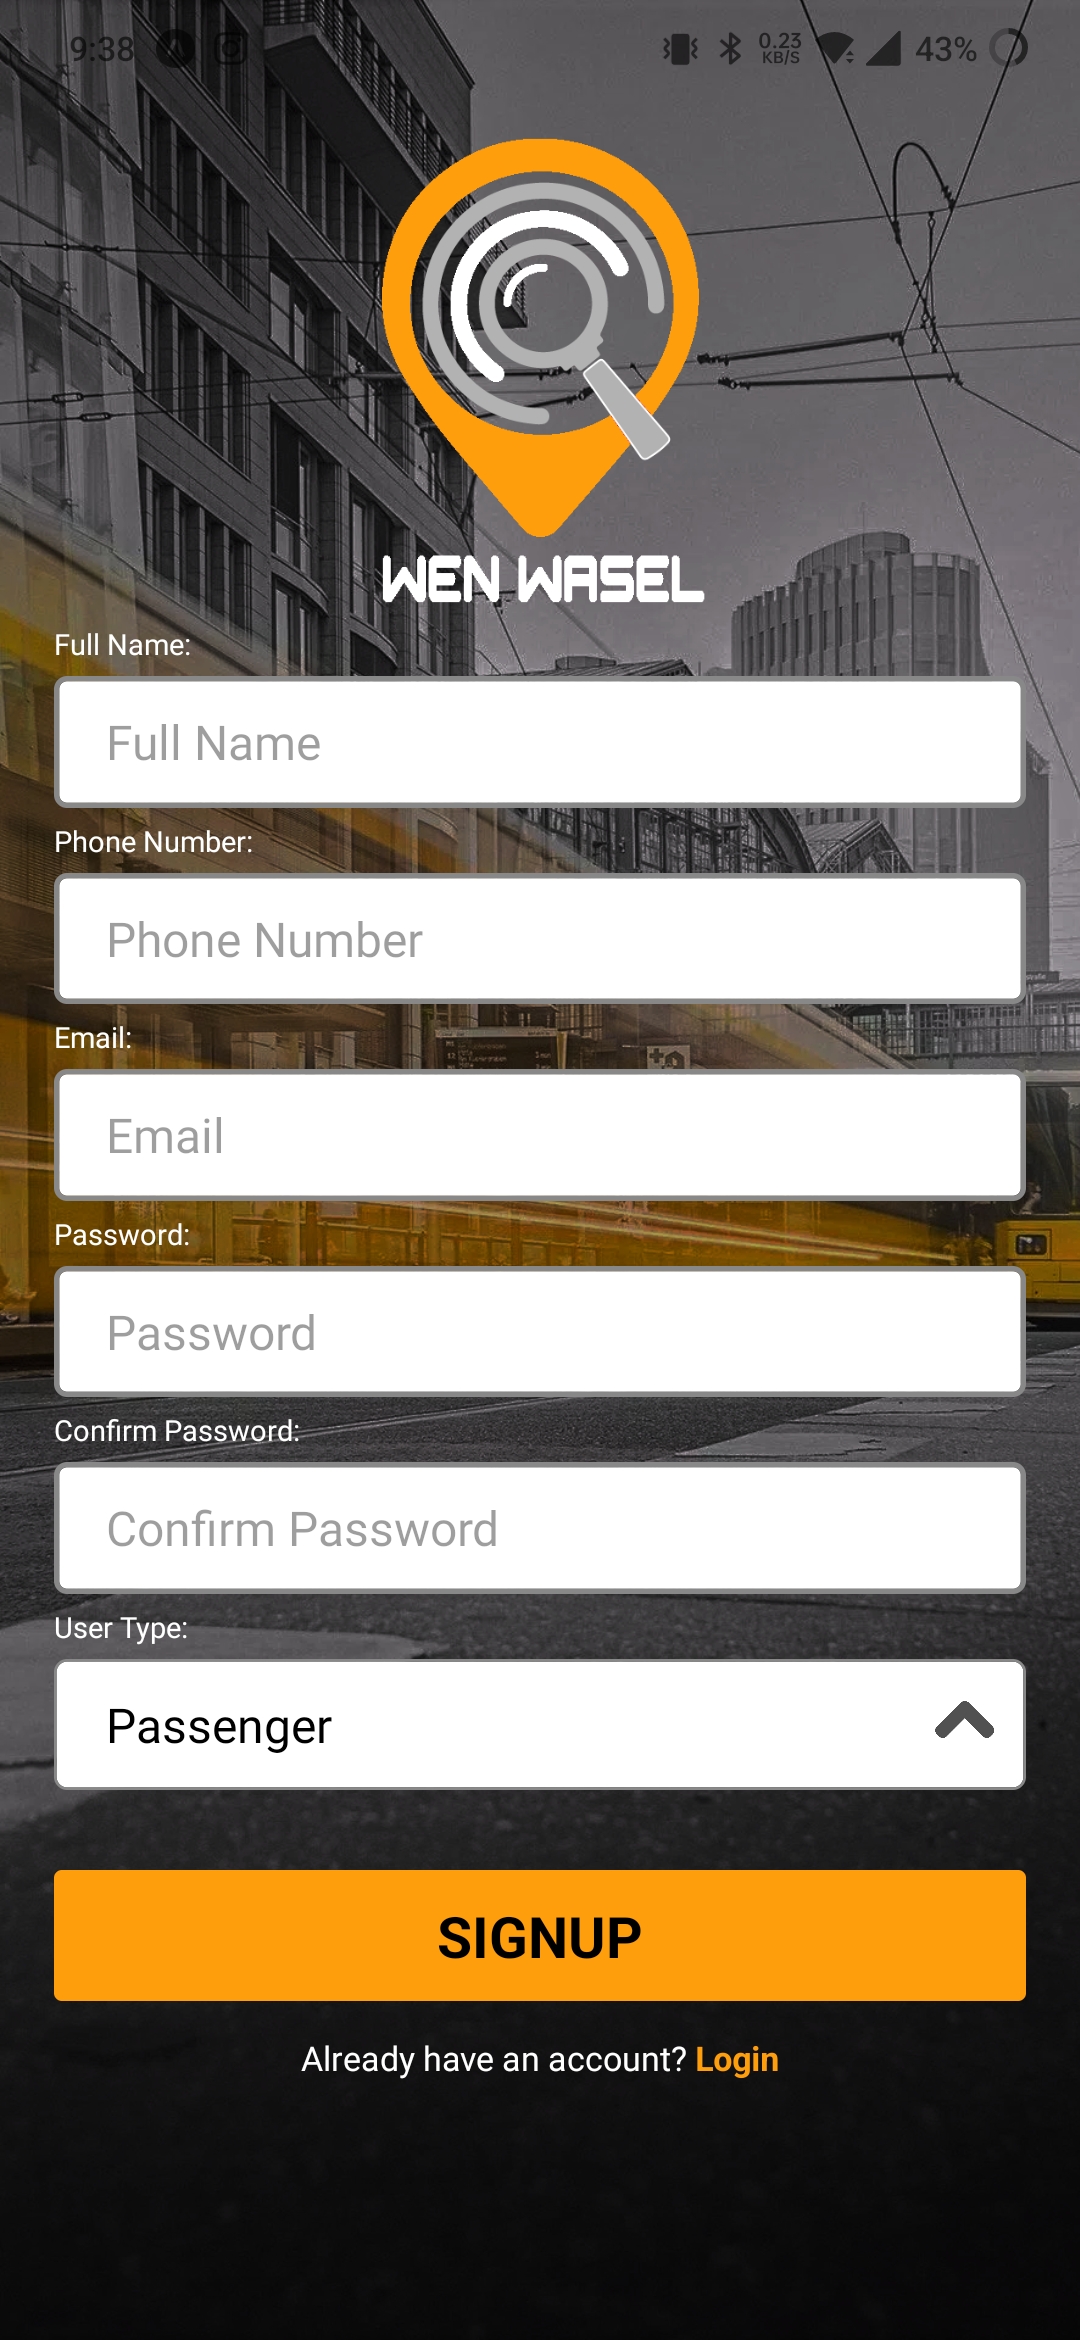 9:38
0.23
KB/S
43%
WEN WASEL
Full Name:
Full Name
Phone Number:
Phone Number
Email:
Email
Password:
Password
Confirm Password:
Confirm Password
User Type:
Passenger
SIGNUP
Already have an account? Login